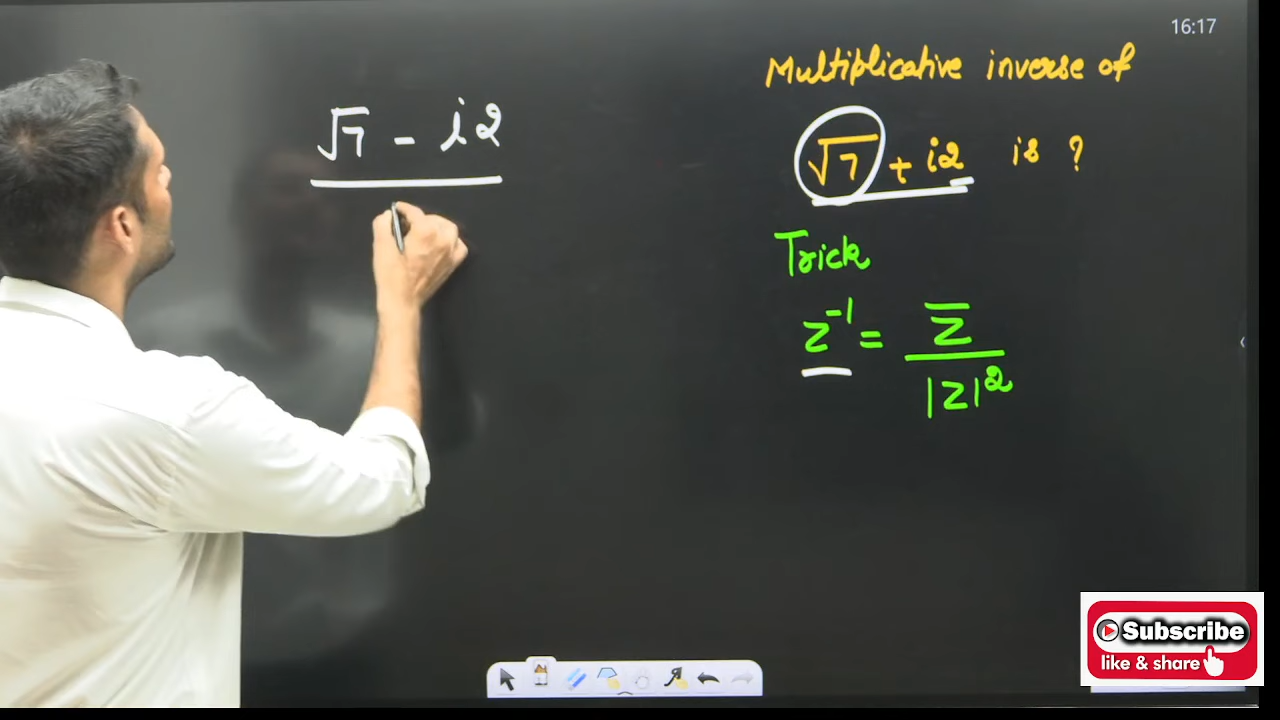 16:17
Multiplicative inverse of
√7 + i2 is ?
Trick
z⁻¹ = z̅ / |z|²
√7 - i2
Subscribe
like & share